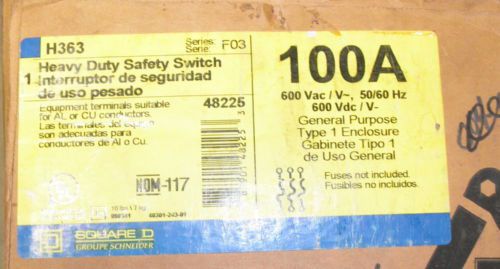 H363
Series
Serie:
F03
1
Heavy Duty Safety Switch
Interruptor de seguridad
de uso pesado
Equipment terminals suitable
for AL or CU conductors.
Las terminales del equipo
son adecuadas para
conductores de Al o Cu.
48225
NOM-117
48301-243-01
SQUARE D
GROUPE SCHNEIDER
100A
600 Vac / V~, 50/60 Hz
600 Vdc / V-
General Purpose
Type 1 Enclosure
Gabinete Tipo 1
de Uso General
Fuses not included.
Fusibles no incluidos.